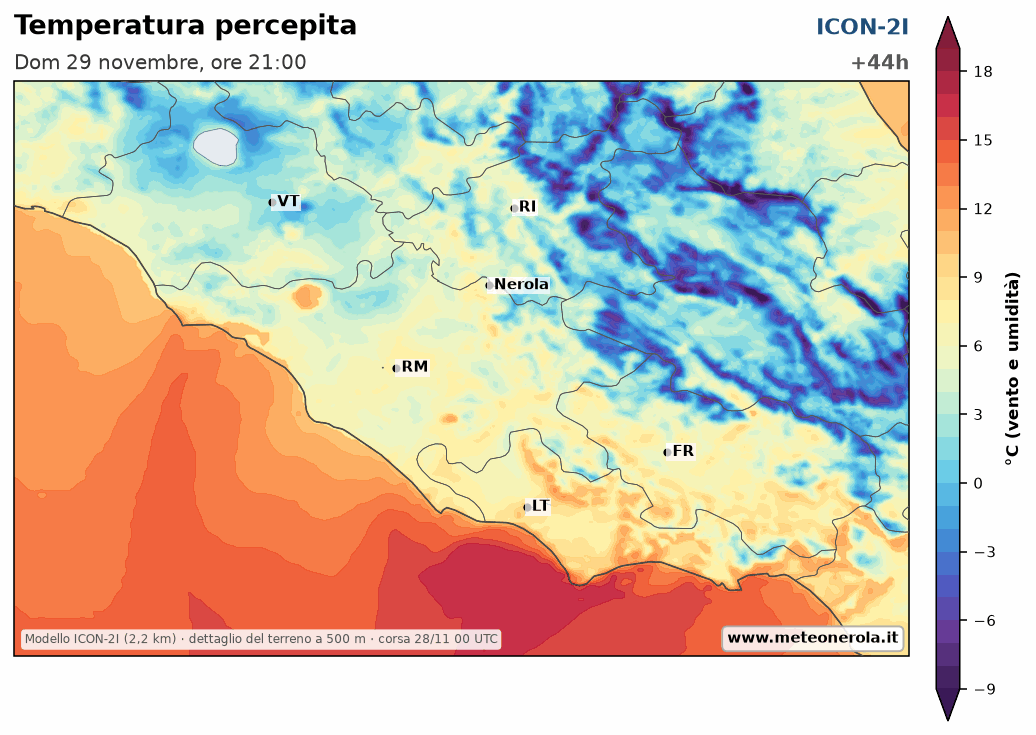 Temperatura percepita
ICON-2I
Dom 29 novembre, ore 21:00
+44h
VT
RI
Nerola
RM
FR
LT
Modello ICON-2I (2,2 km) · dettaglio del terreno a 500 m · corsa 28/11 00 UTC
www.meteonerola.it
18
15
12
9
6
3
0
−3
−6
−9
°C (vento e umidità)